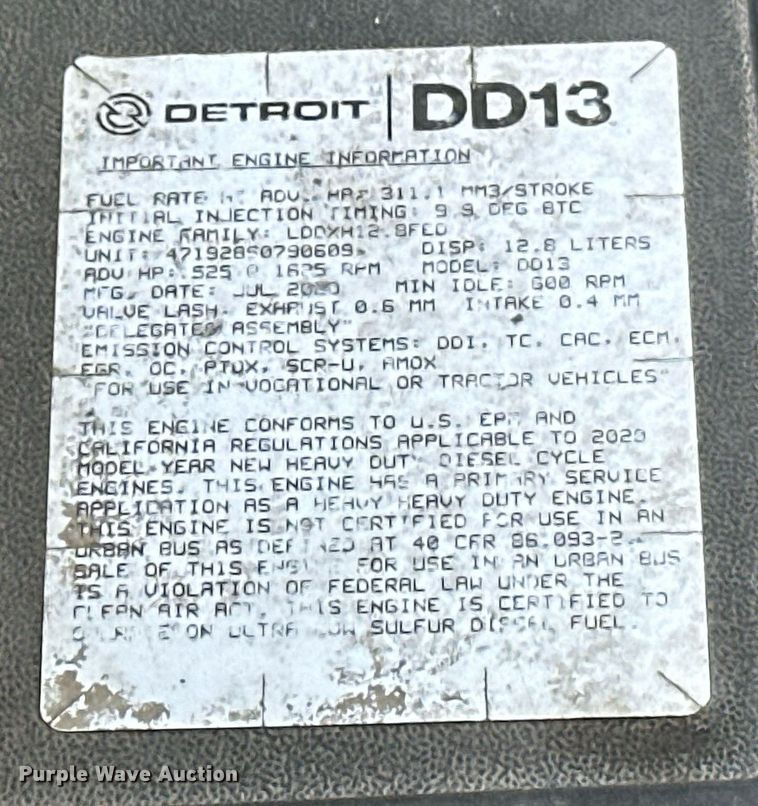 DETROIT | DD13
IMPORTANT ENGINE INFORMATION
FUEL RATE AT ADV. HP: 311.1 MM3/STROKE
INITIAL INJECTION TIMING: 9.9 DEG BTC
ENGINE FAMILY: LDDXH12.8FED
UNIT: 471928S0790609 DISP: 12.8 LITERS
ADV HP: 525 @ 1625 RPM MODEL: DD13
MFG. DATE: JUL 2020 MIN IDLE: 600 RPM
VALVE LASH. EXHAUST 0.6 MM INTAKE 0.4 MM
"DELEGATED ASSEMBLY"
EMISSION CONTROL SYSTEMS: DDI, TC, CAC, ECM,
EGR, OC, PTOX, SCR-U, AMOX
"FOR USE IN VOCATIONAL OR TRACTOR VEHICLES"
THIS ENGINE CONFORMS TO U.S. EPA AND
CALIFORNIA REGULATIONS APPLICABLE TO 2020
MODEL YEAR NEW HEAVY DUTY DIESEL CYCLE
ENGINES. THIS ENGINE HAS A PRIMARY SERVICE
APPLICATION AS A HEAVY HEAVY DUTY ENGINE.
THIS ENGINE IS NOT CERTIFIED FOR USE IN AN
URBAN BUS AS DEFINED AT 40 CFR 86.093-2.
SALE OF THIS ENGINE FOR USE IN AN URBAN BUS
IS A VIOLATION OF FEDERAL LAW UNDER THE
CLEAN AIR ACT. THIS ENGINE IS CERTIFIED TO
OPERATE ON ULTRA LOW SULFUR DIESEL FUEL.
Purple Wave Auction